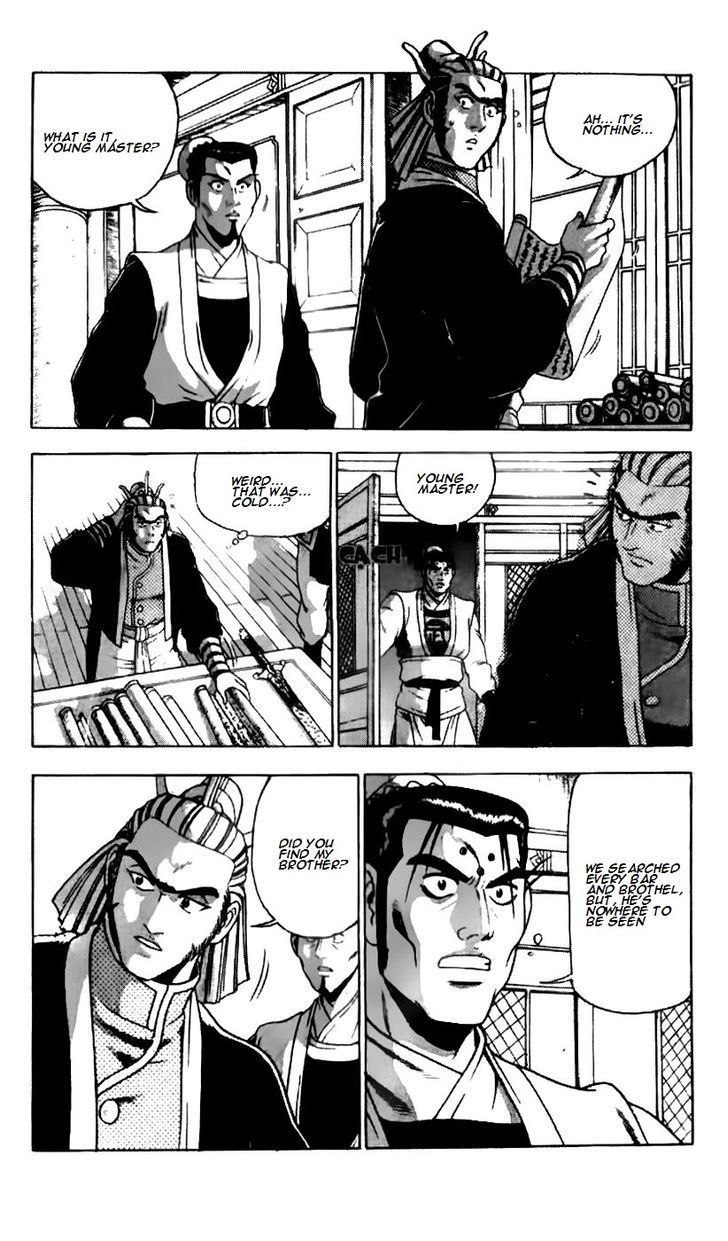 WHAT IS IT,
YOUNG MASTER?
AH... IT'S
NOTHING...
WEIRD...
THAT WAS...
COLD...?
YOUNG
MASTER!
CẠCH
DID YOU
FIND MY
BROTHER?
WE SEARCHED
EVERY BAR
AND BROTHEL,
BUT, HE'S
NOWHERE TO
BE SEEN